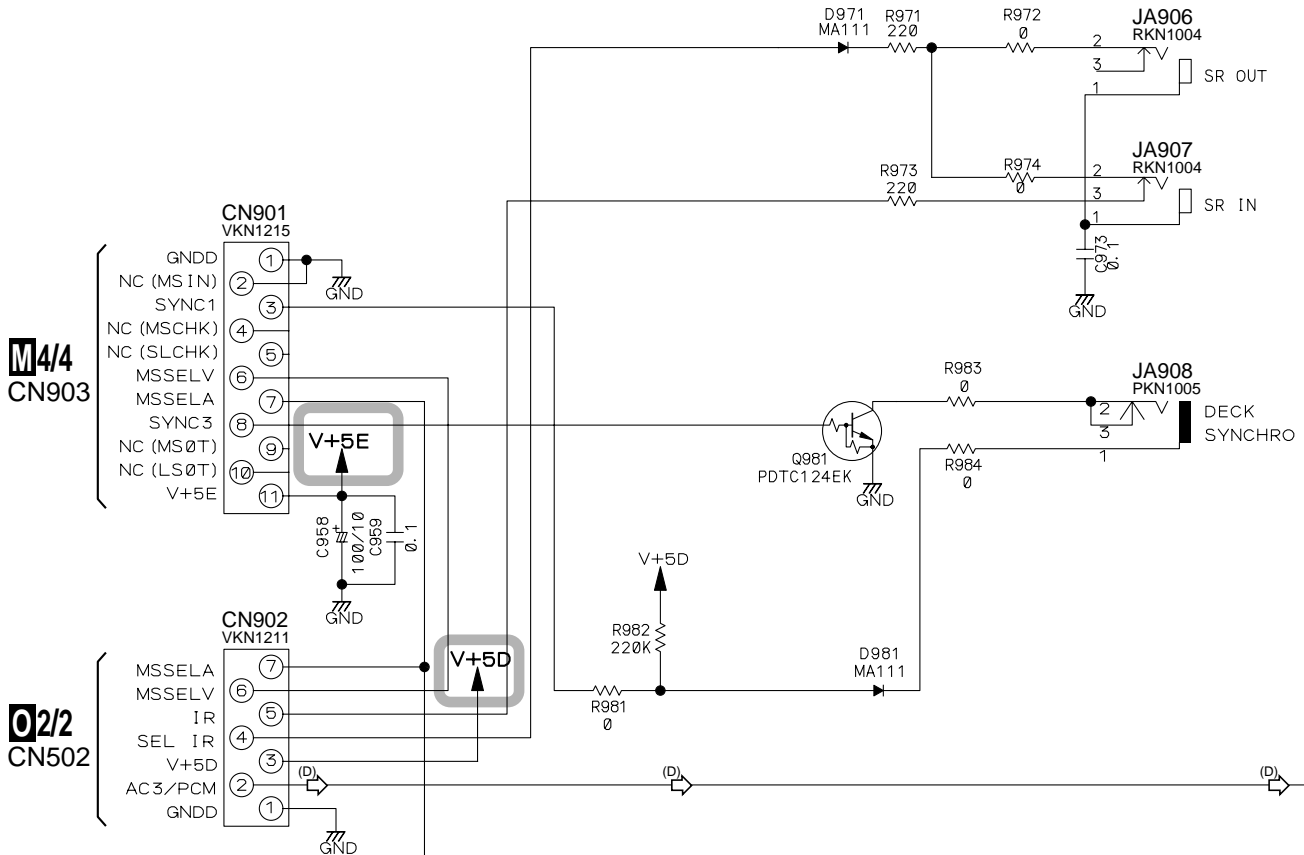 D971
MA111
R971
220
R972
0
JA906
RKN1004
2
3
1
SR OUT
JA907
RKN1004
R973
220
R974
0
2
3
1
SR IN
C973
0.1
GND
CN901
VKN1215
GNDD 1
NC (MSIN) 2
SYNC1 3
NC (MSCHK) 4
NC (SLCHK) 5
MSSELV 6
MSSELA 7
SYNC3 8
NC (MSØT) 9
NC (LSØT) 10
V+5E 11
GND
M 4/4
CN903
V+5E
C958
+
100/10
C959
0.1
GND
R983
0
JA908
PKN1005
2
3
1
DECK
SYNCHRO
Q981
PDTC124EK
GND
R984
0
V+5D
R982
220K
D981
MA111
R981
0
CN902
VKN1211
MSSELA 7
MSSELV 6
IR 5
SEL IR 4
V+5D 3
AC3/PCM 2
GNDD 1
O 2/2
CN502
V+5D
(D)
(D)
(D)
GND